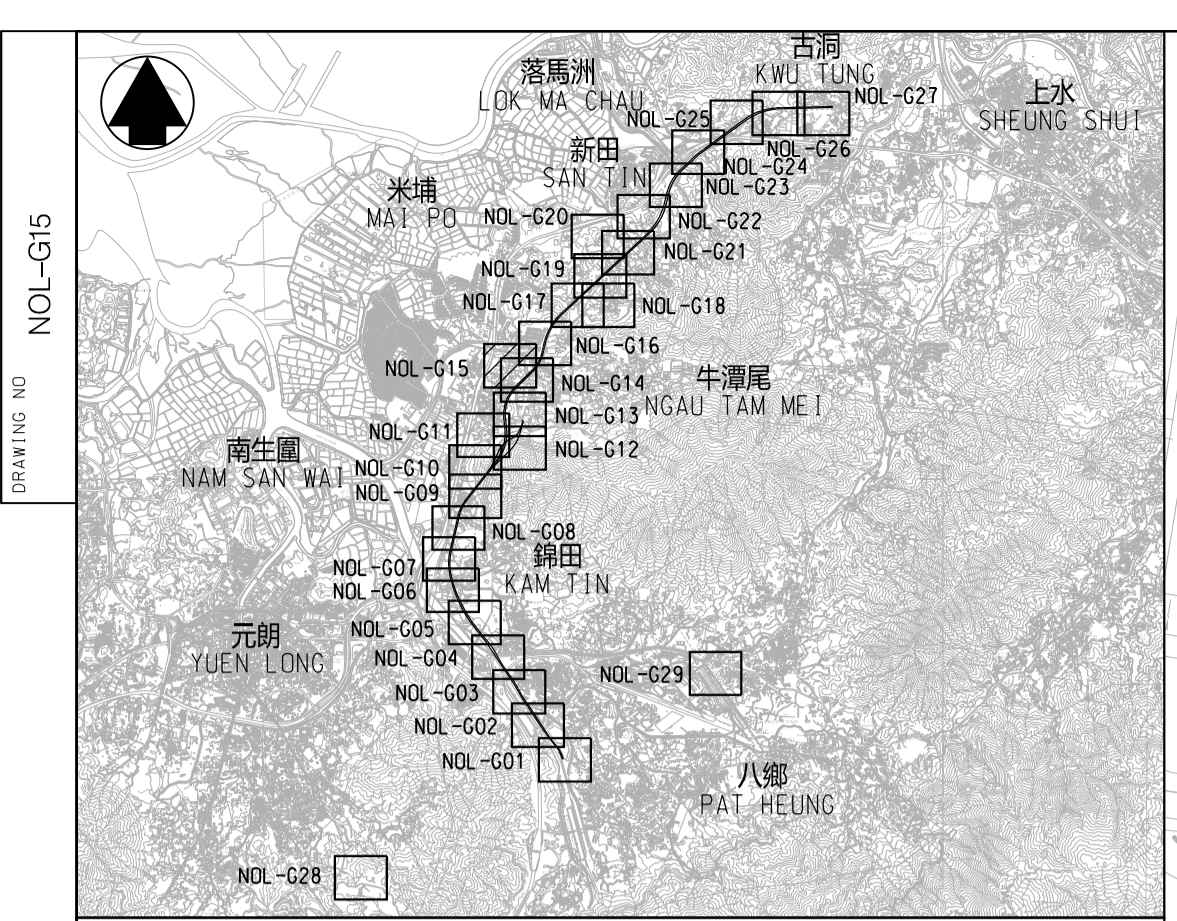 NOL-G15
DRAWING NO
古洞
KWU TUNG
落馬洲
LOK MA CHAU
上水
SHEUNG SHUI
NOL-G27
NOL-G25
NOL-G26
新田
SAN TIN
NOL-G24
NOL-G23
米埔
MAI PO
NOL-G20
NOL-G22
NOL-G21
NOL-G19
NOL-G17
NOL-G18
NOL-G16
NOL-G15
NOL-G14
牛潭尾
NGAU TAM MEI
NOL-G13
NOL-G11
NOL-G12
南生圍
NAM SAN WAI
NOL-G10
NOL-G09
NOL-G08
錦田
KAM TIN
NOL-G07
NOL-G06
元朗
YUEN LONG
NOL-G05
NOL-G04
NOL-G29
NOL-G03
NOL-G02
NOL-G01
八鄉
PAT HEUNG
NOL-G28